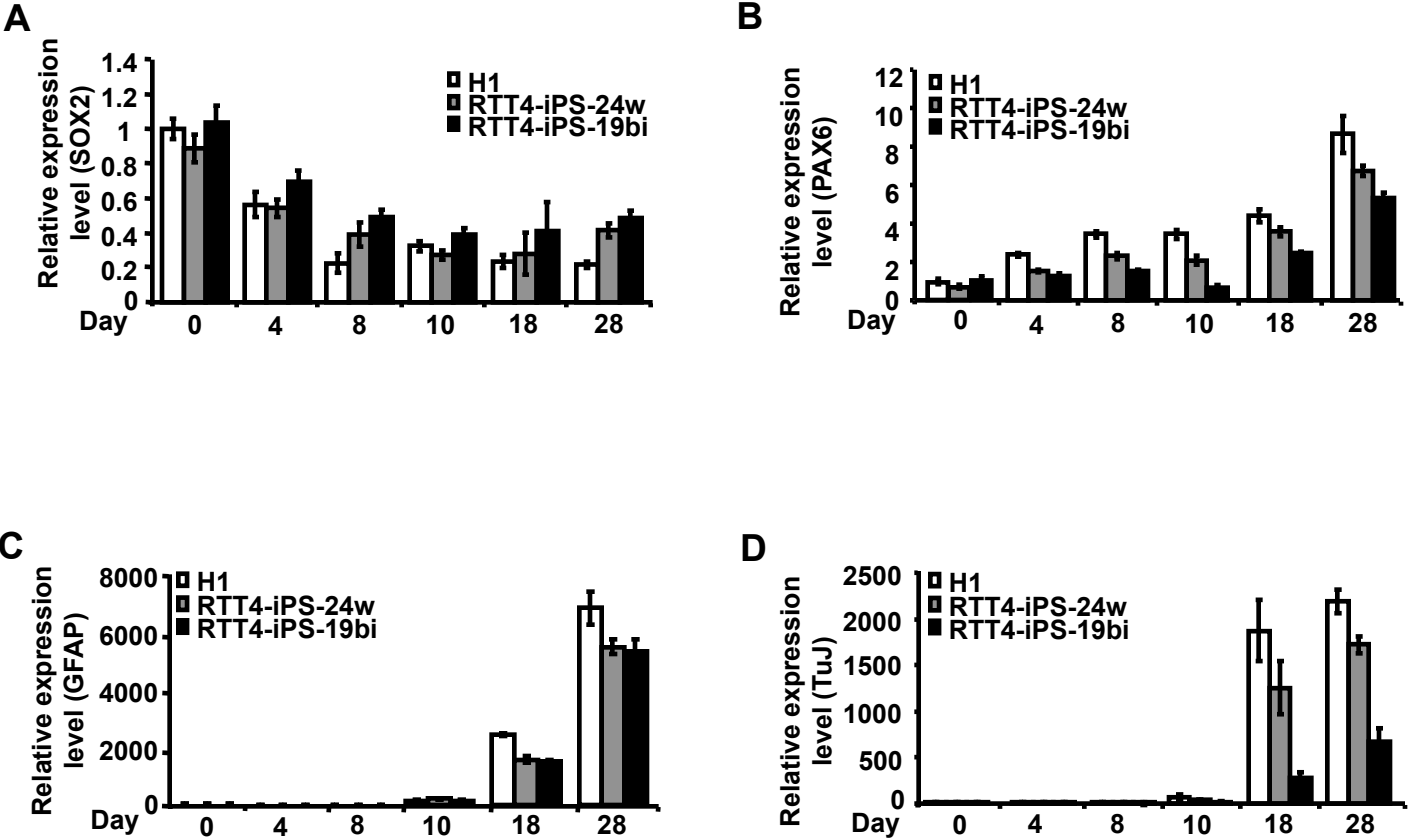 A
Relative expression
level (SOX2)
1.4
1.2
1
0.8
0.6
0.4
0.2
0
H1
RTT4-iPS-24w
RTT4-iPS-19bi
Day 0 4 8 10 18 28
B
Relative expression
level (PAX6)
12
10
8
6
4
2
0
H1
RTT4-iPS-24w
RTT4-iPS-19bi
Day 0 4 8 10 18 28
C
Relative expression
level (GFAP)
8000
6000
4000
2000
0
H1
RTT4-iPS-24w
RTT4-iPS-19bi
Day 0 4 8 10 18 28
D
Relative expression
level (TuJ)
2500
2000
1500
1000
500
0
H1
RTT4-iPS-24w
RTT4-iPS-19bi
Day 0 4 8 10 18 28